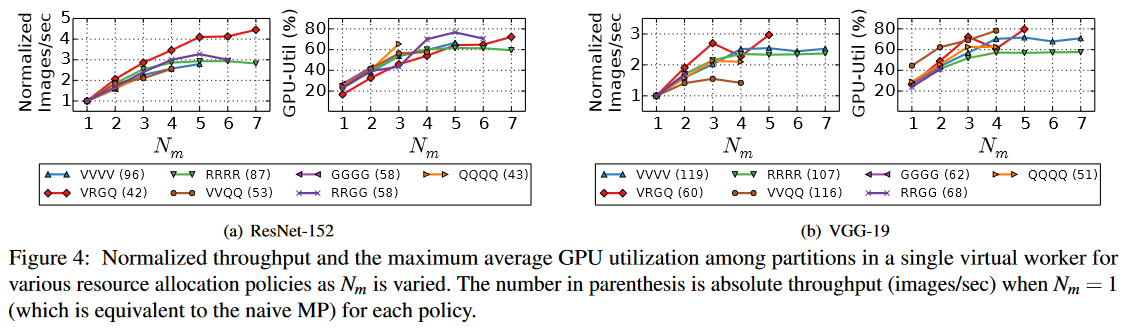 Normalized
Images/sec
5
4
3
2
1
1 2 3 4 5 6 7
Nm
GPU-Util (%)
80
60
40
20
1 2 3 4 5 6 7
Nm
VVVV (96) RRRR (87) GGGG (58) QQQQ (43)
VRGQ (42) VVQQ (53) RRGG (58)
(a) ResNet-152
Normalized
Images/sec
3
2
1
1 2 3 4 5 6 7
Nm
GPU-Util (%)
80
60
40
20
1 2 3 4 5 6 7
Nm
VVVV (119) RRRR (107) GGGG (62) QQQQ (51)
VRGQ (60) VVQQ (116) RRGG (68)
(b) VGG-19
Figure 4: Normalized throughput and the maximum average GPU utilization among partitions in a single virtual worker for
various resource allocation policies as Nm is varied. The number in parenthesis is absolute throughput (images/sec) when Nm = 1
(which is equivalent to the naive MP) for each policy.